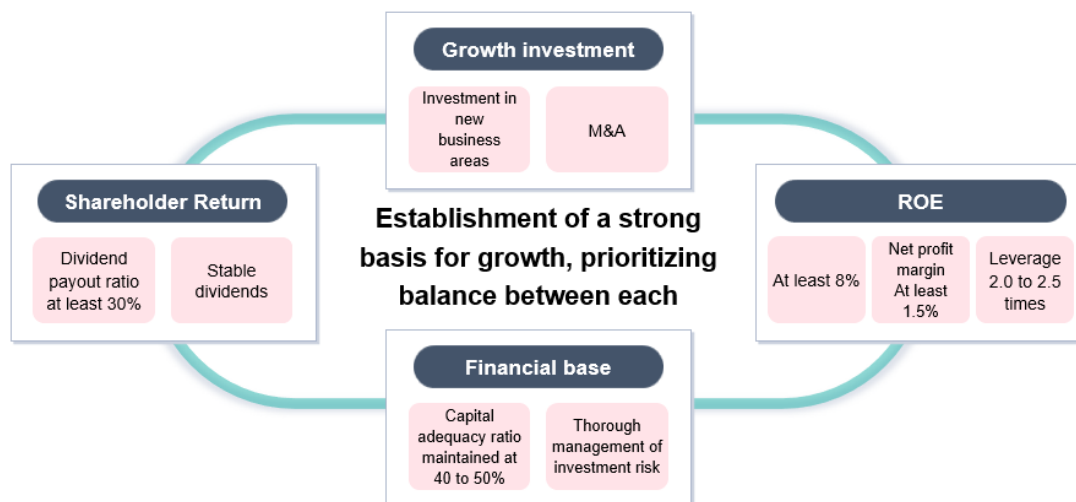 Growth investment
Investment in
new
business
areas
M&A
Shareholder Return
Dividend
payout ratio
at least 30%
Stable
dividends
Establishment of a strong
basis for growth, prioritizing
balance between each
ROE
At least 8%
Net profit
margin
At least
1.5%
Leverage
2.0 to 2.5
times
Financial base
Capital
adequacy ratio
maintained at
40 to 50%
Thorough
management of
investment risk